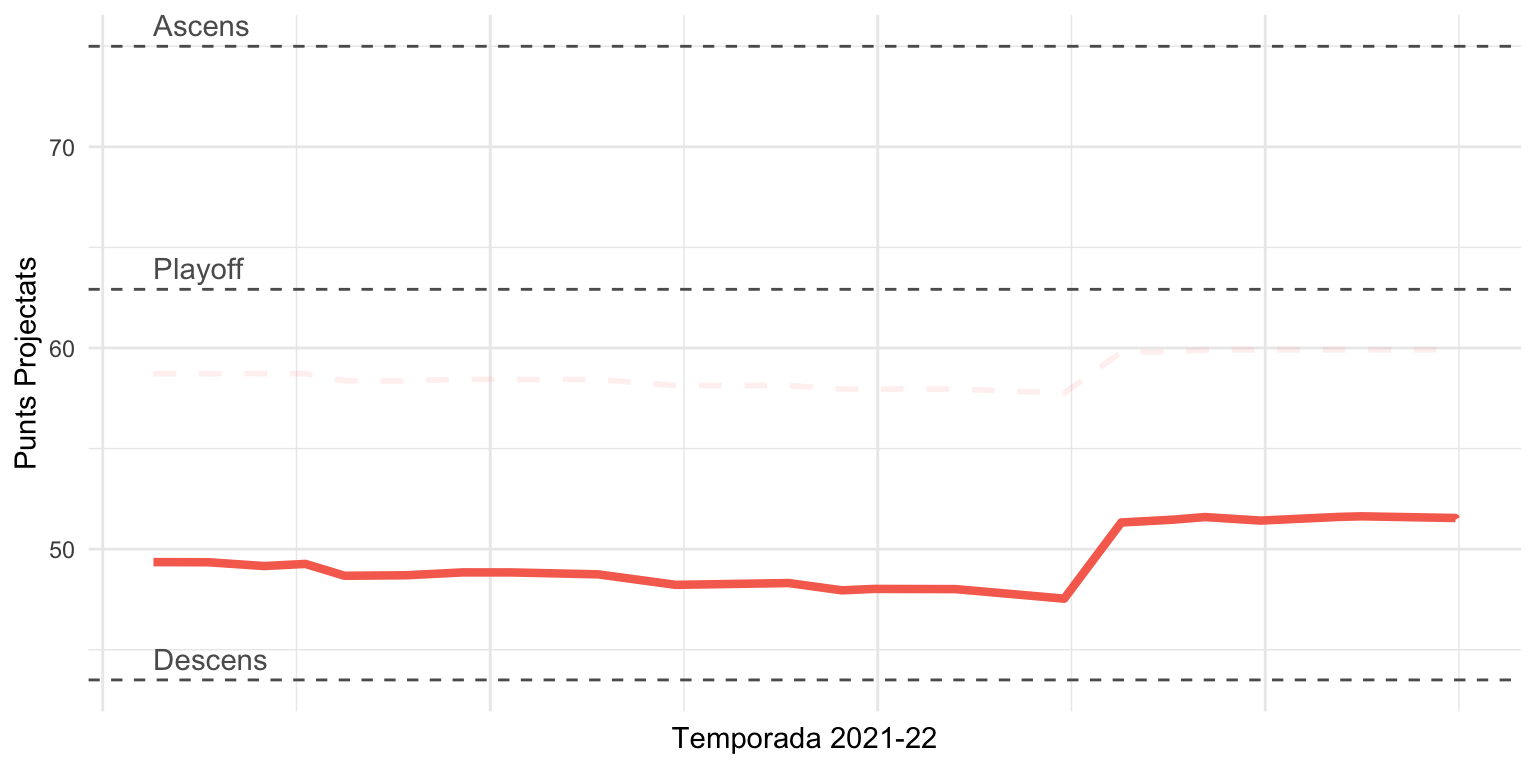 Ascens
70
Playoff
60
50
Descens
Punts Projectats
Temporada 2021-22